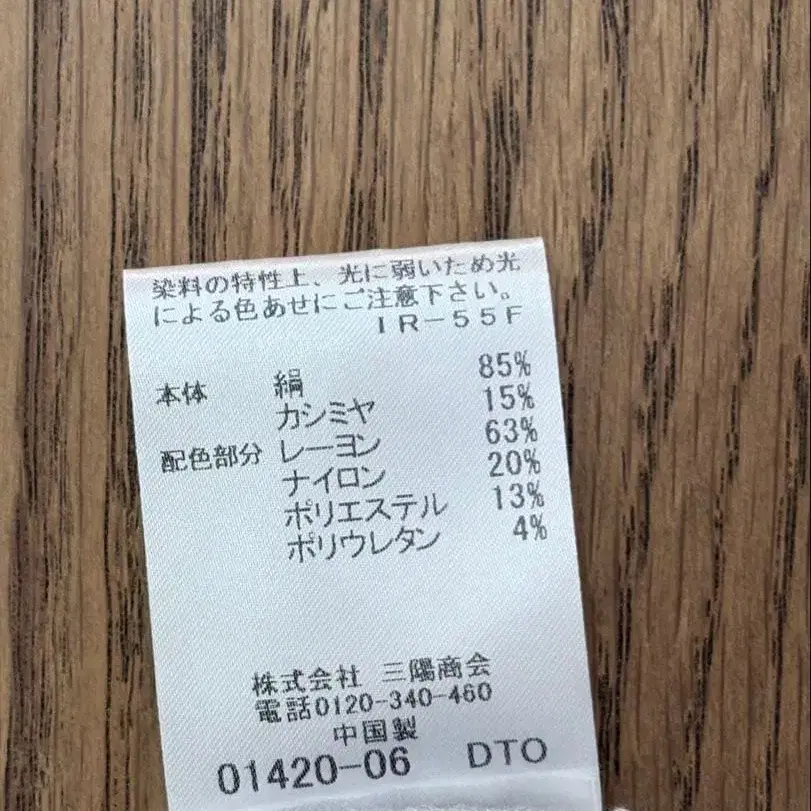 染料の特性上、光に弱いため光
による色あせにご注意下さい。
IR-55F
本体 絹 85%
カシミヤ 15%
配色部分 レーヨン 63%
ナイロン 20%
ポリエステル 13%
ポリウレタン 4%
株式会社 三陽商会
電話0120-340-460
中国製
01420-06 DTO